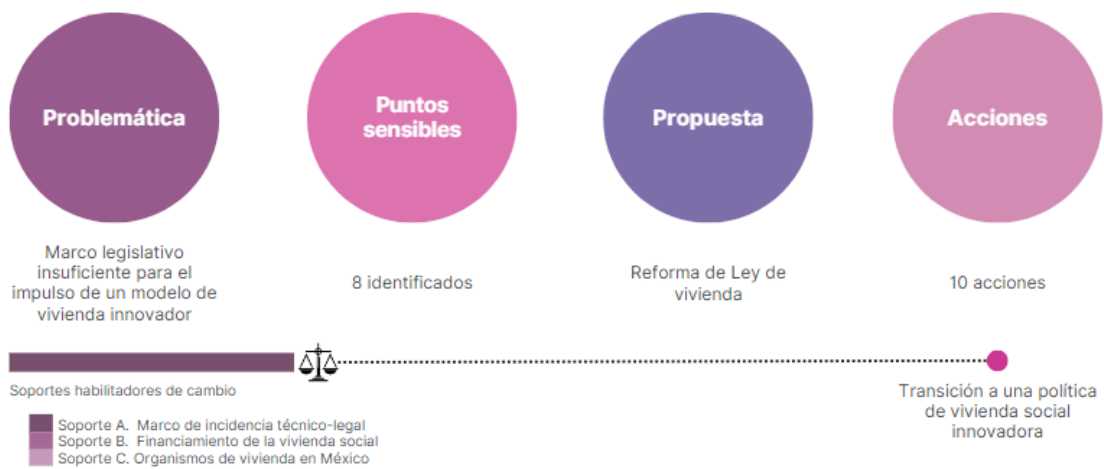 Problemática
Puntos
sensibles
Propuesta
Acciones
Marco legislativo
insuficiente para el
impulso de un modelo de
vivienda innovador
8 identificados
Reforma de Ley de
vivienda
10 acciones
Soportes habilitadores de cambio
Soporte A. Marco de incidencia técnico-legal
Soporte B. Financiamiento de la vivienda social
Soporte C. Organismos de vivienda en México
Transición a una política
de vivienda social
innovadora